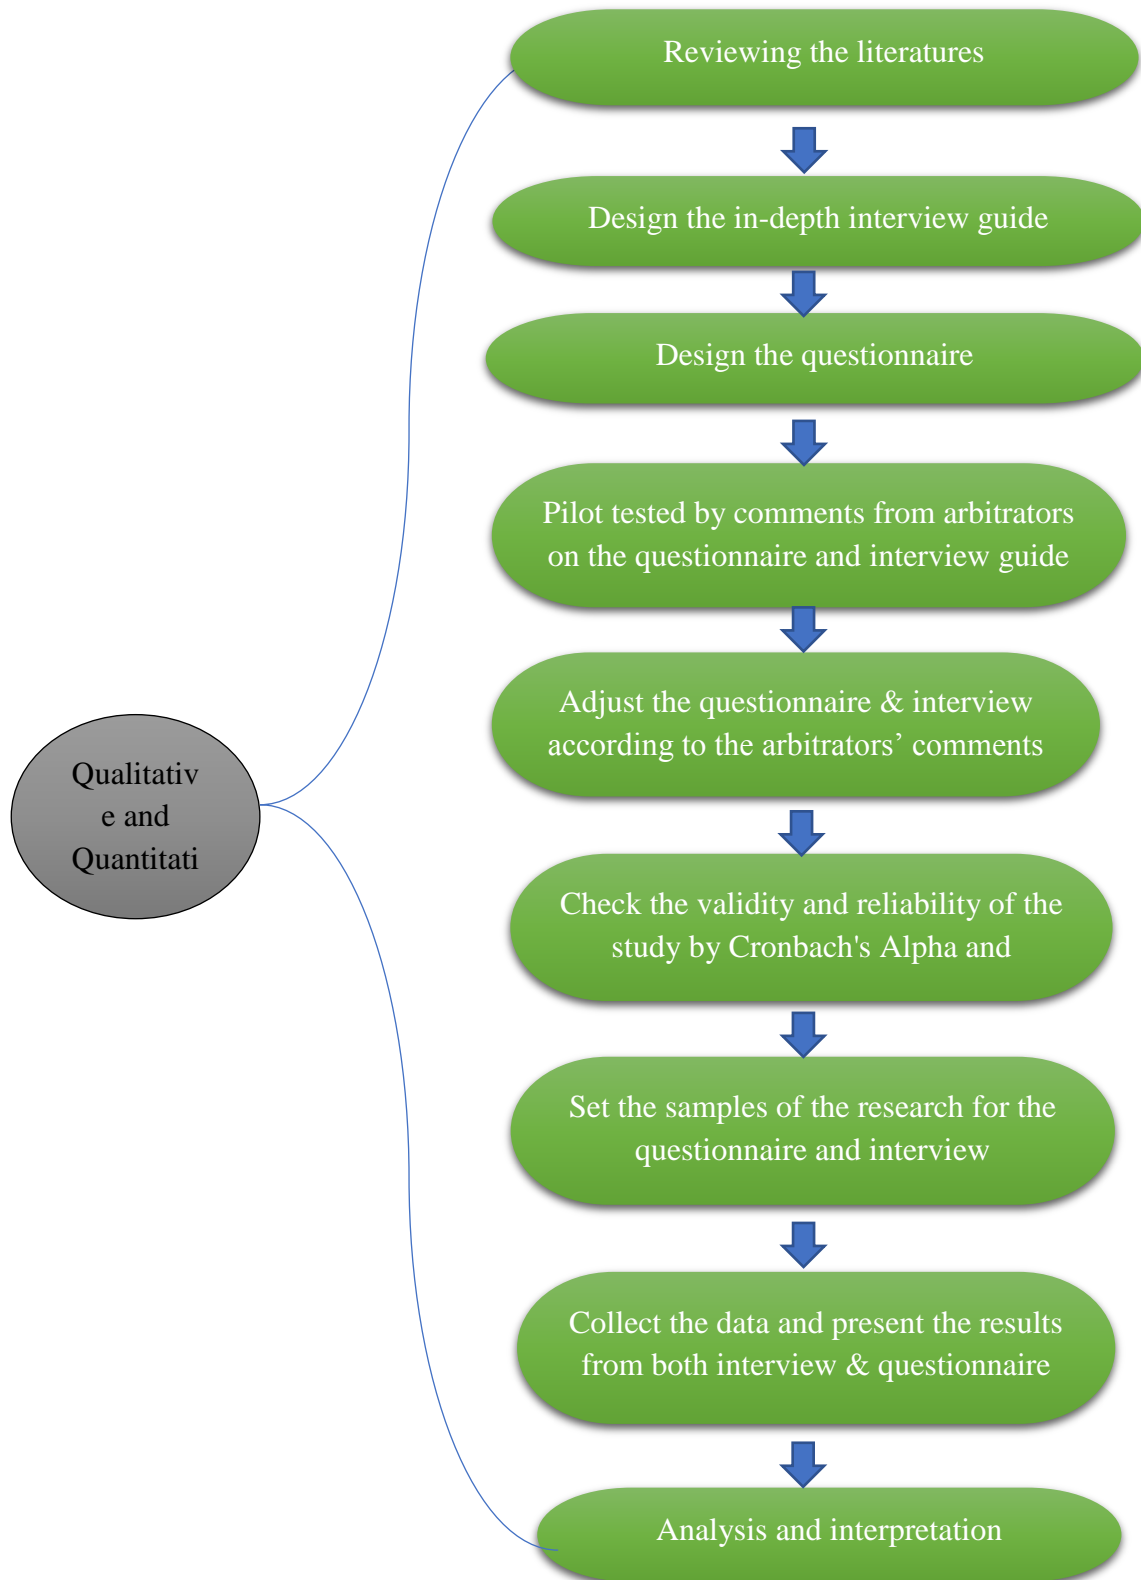 Reviewing the literatures
Design the in-depth interview guide
Design the questionnaire
Pilot tested by comments from arbitrators
on the questionnaire and interview guide
Adjust the questionnaire & interview
according to the arbitrators’ comments
Qualitativ
e and
Quantitati
Check the validity and reliability of the
study by Cronbach's Alpha and
Set the samples of the research for the
questionnaire and interview
Collect the data and present the results
from both interview & questionnaire
Analysis and interpretation